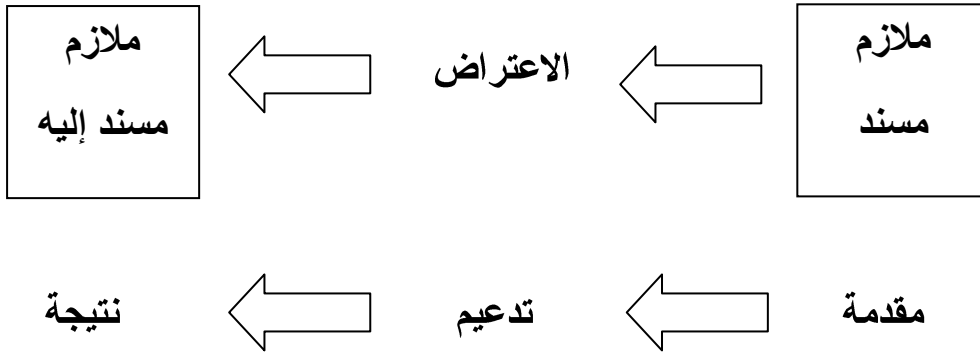 ملازم
مسند
الاعتراض
ملازم
مسند إليه
مقدمة
تدعيم
نتيجة